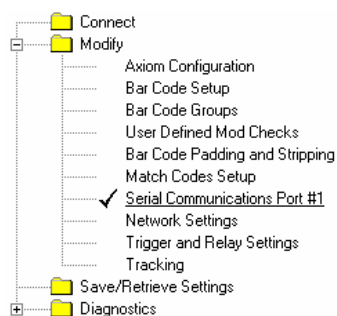 Connect
Modify
Axiom Configuration
Bar Code Setup
Bar Code Groups
User Defined Mod Checks
Bar Code Padding and Stripping
Match Codes Setup
Serial Communications Port #1
Network Settings
Trigger and Relay Settings
Tracking
Save/Retrieve Settings
Diagnostics